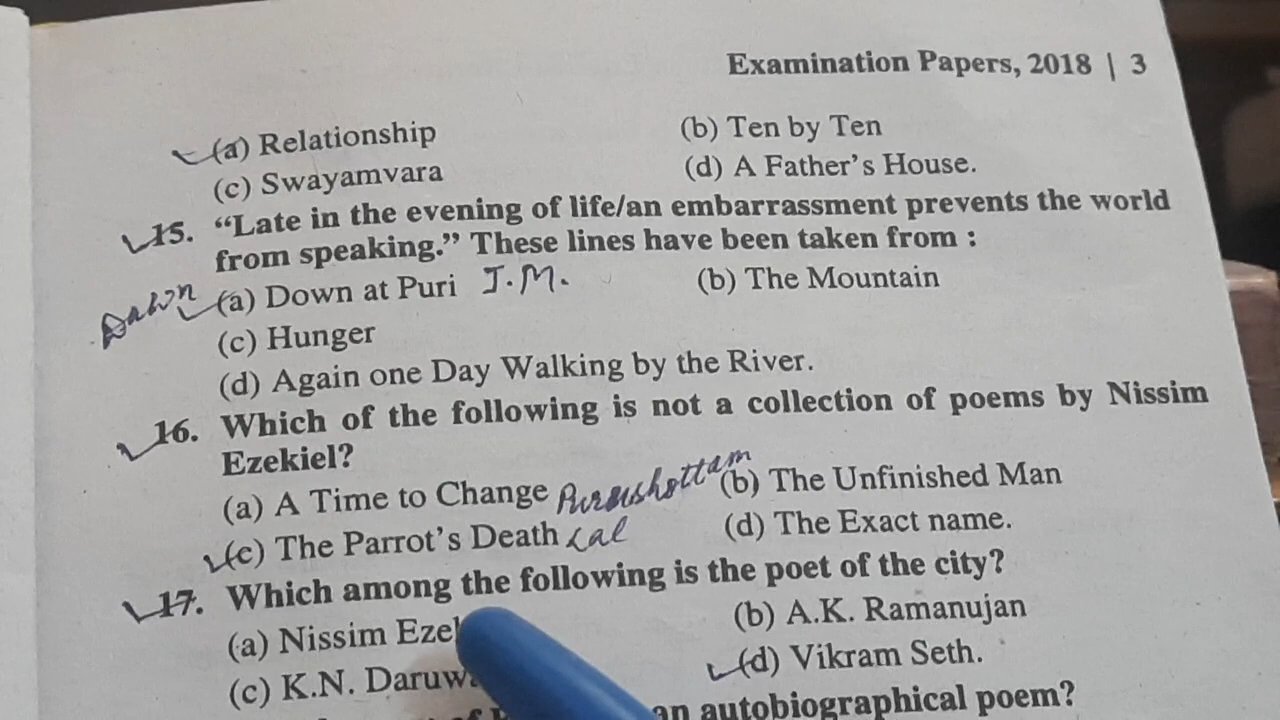 Examination Papers, 2018 | 3
(a) Relationship (b) Ten by Ten
(c) Swayamvara (d) A Father's House.
15. “Late in the evening of life/an embarrassment prevents the world
from speaking.” These lines have been taken from :
Dawn (a) Down at Puri J.M. (b) The Mountain
(c) Hunger
(d) Again one Day Walking by the River.
16. Which of the following is not a collection of poems by Nissim
Ezekiel?
(a) A Time to Change Purushottam (b) The Unfinished Man
(c) The Parrot's Death Lal (d) The Exact name.
17. Which among the following is the poet of the city?
(a) Nissim (b) A.K. Ramanujan
(c) K.N. (d) Vikram Seth.
an autobiographical poem?